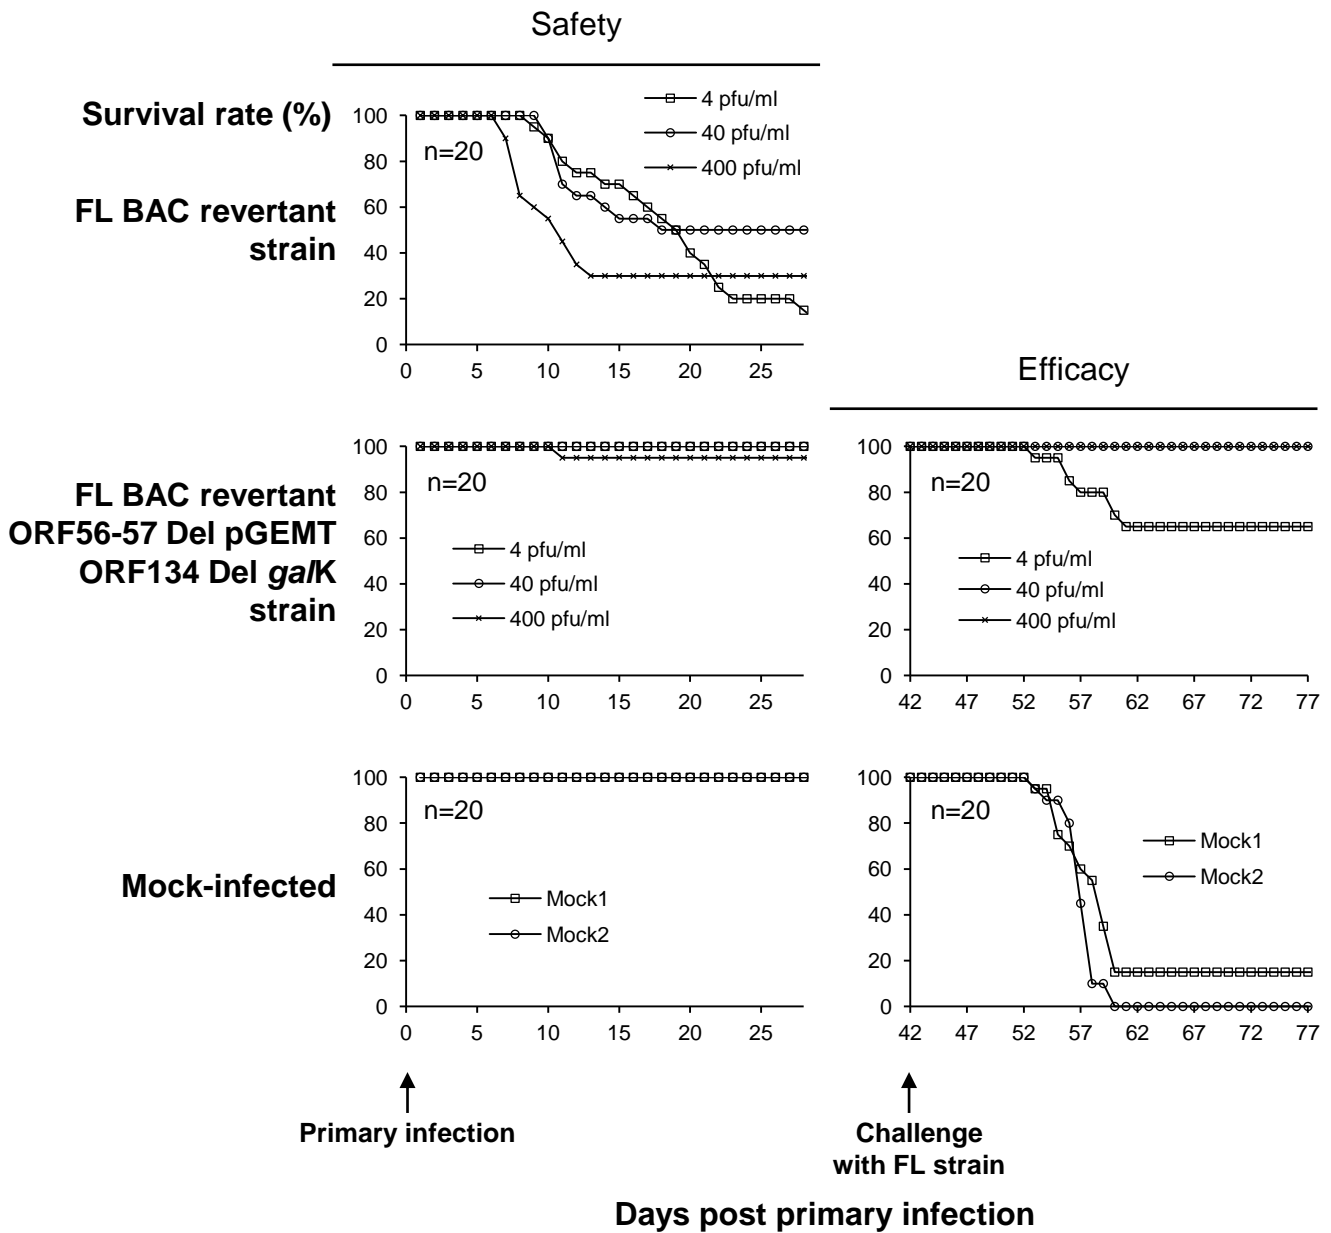 Safety
Survival rate (%)
FL BAC revertant
strain
100
80
60
40
20
0
0 5 10 15 20 25
n=20
4 pfu/ml
40 pfu/ml
400 pfu/ml
Efficacy
FL BAC revertant
ORF56-57 Del pGEMT
ORF134 Del galK
strain
100
80
60
40
20
0
0 5 10 15 20 25
n=20
4 pfu/ml
40 pfu/ml
400 pfu/ml
100
80
60
40
20
0
42 47 52 57 62 67 72 77
n=20
4 pfu/ml
40 pfu/ml
400 pfu/ml
Mock-infected
100
80
60
40
20
0
0 5 10 15 20 25
n=20
Mock1
Mock2
100
80
60
40
20
0
42 47 52 57 62 67 72 77
n=20
Mock1
Mock2
Primary infection
Challenge
with FL strain
Days post primary infection